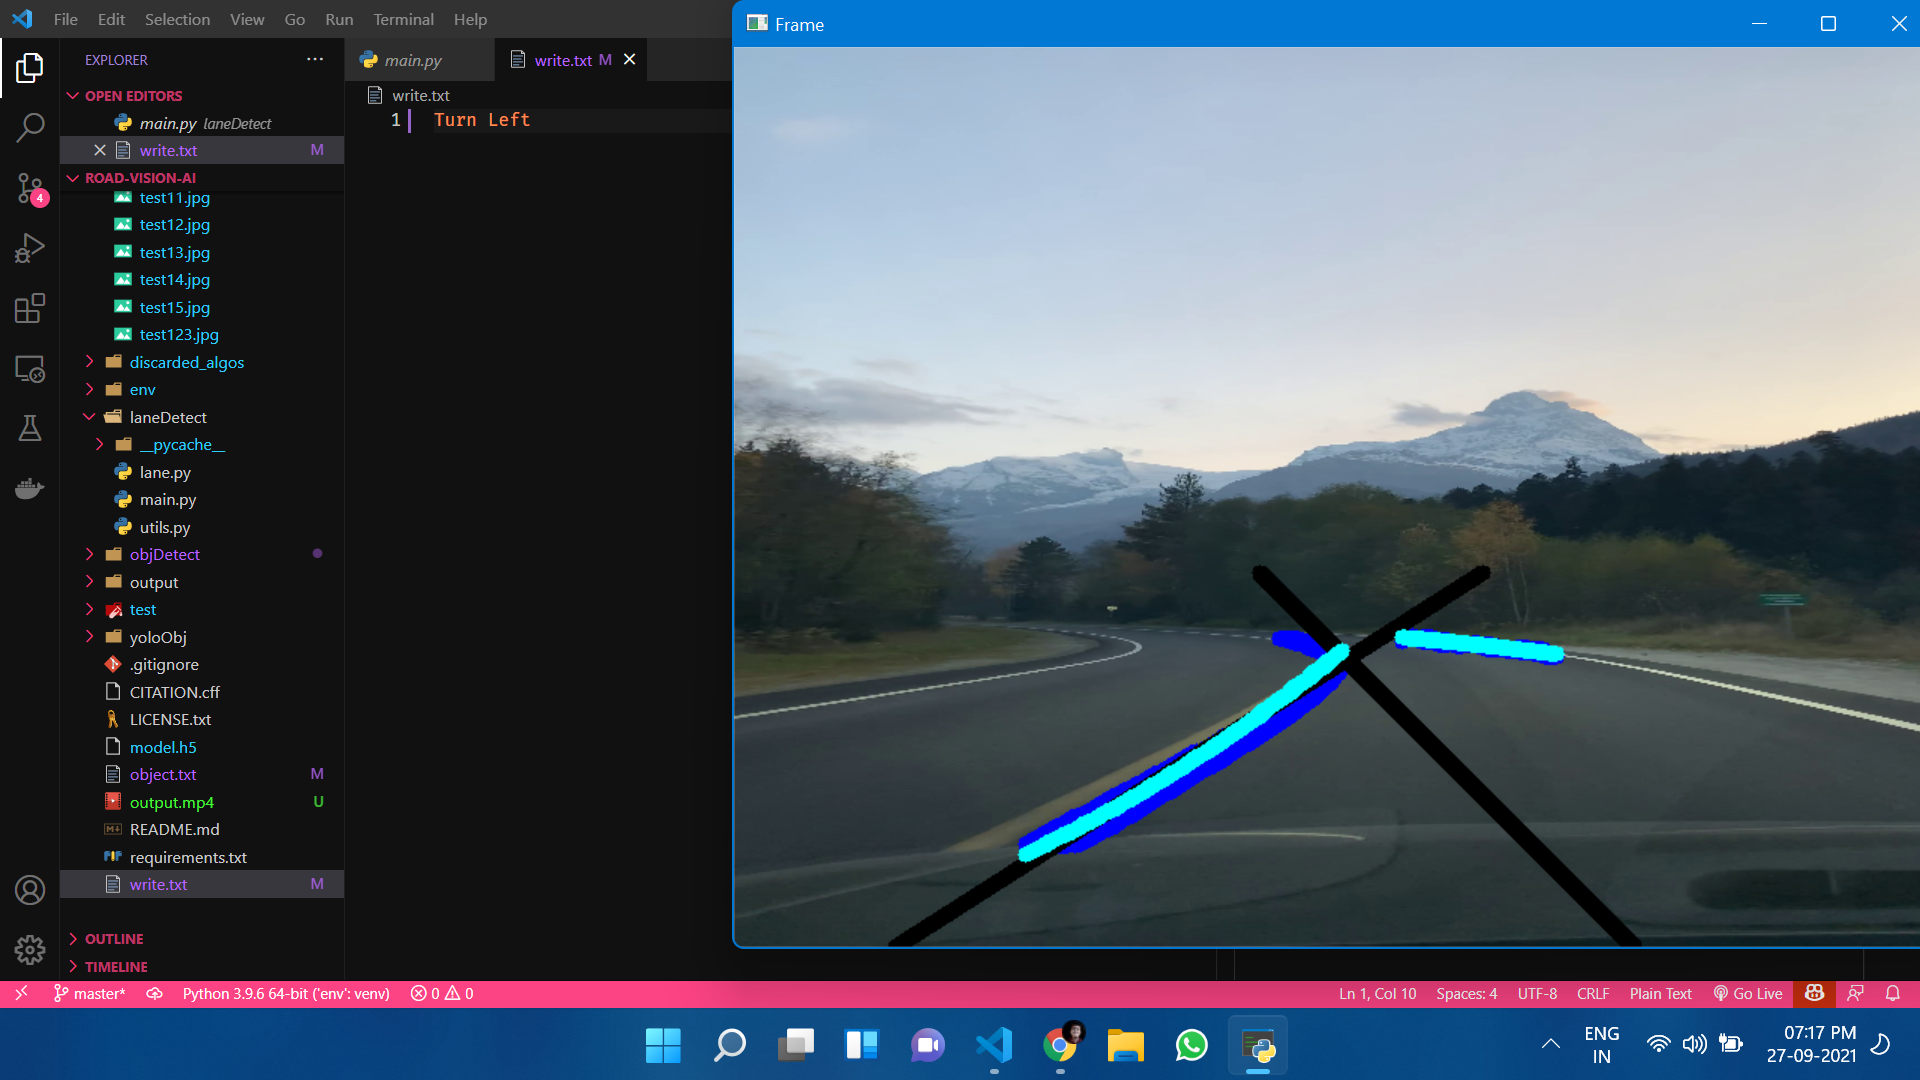 File Edit Selection View Go Run Terminal Help
Frame
EXPLORER
main.py
write.txt M
OPEN EDITORS
main.py laneDetect
write.txt M
write.txt
1 Turn Left
ROAD-VISION-AI
test11.jpg
test12.jpg
test13.jpg
test14.jpg
test15.jpg
test123.jpg
discarded_algos
env
laneDetect
__pycache__
lane.py
main.py
utils.py
objDetect
output
test
yoloObj
.gitignore
CITATION.cff
LICENSE.txt
model.h5
object.txt M
output.mp4 U
README.md
requirements.txt
write.txt M
OUTLINE
TIMELINE
4
master* Python 3.9.6 64-bit ('env': venv) 0 0 Ln 1, Col 10 Spaces: 4 UTF-8 CRLF Plain Text Go Live
ENG
IN
07:17 PM
27-09-2021